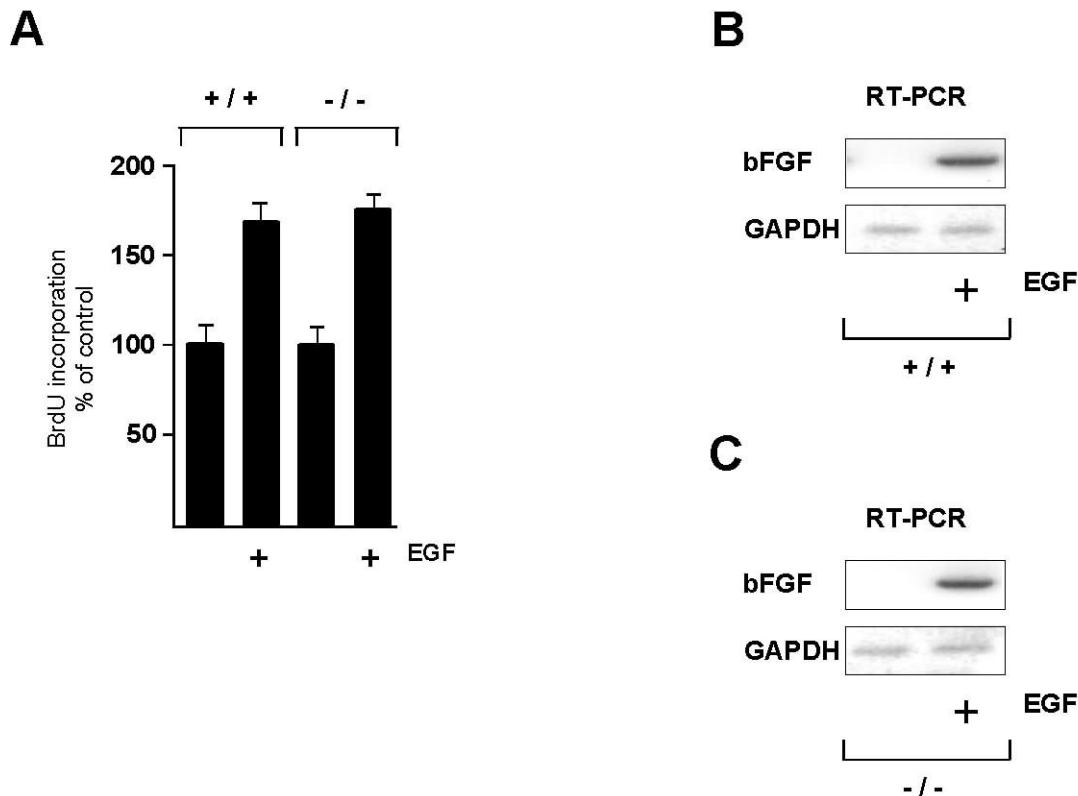 A
+ / +
- / -
200
150
100
50
BrdU incorporation
% of control
+
+
EGF
B
RT-PCR
bFGF
GAPDH
+
EGF
+ / +
C
RT-PCR
bFGF
GAPDH
+
EGF
- / -